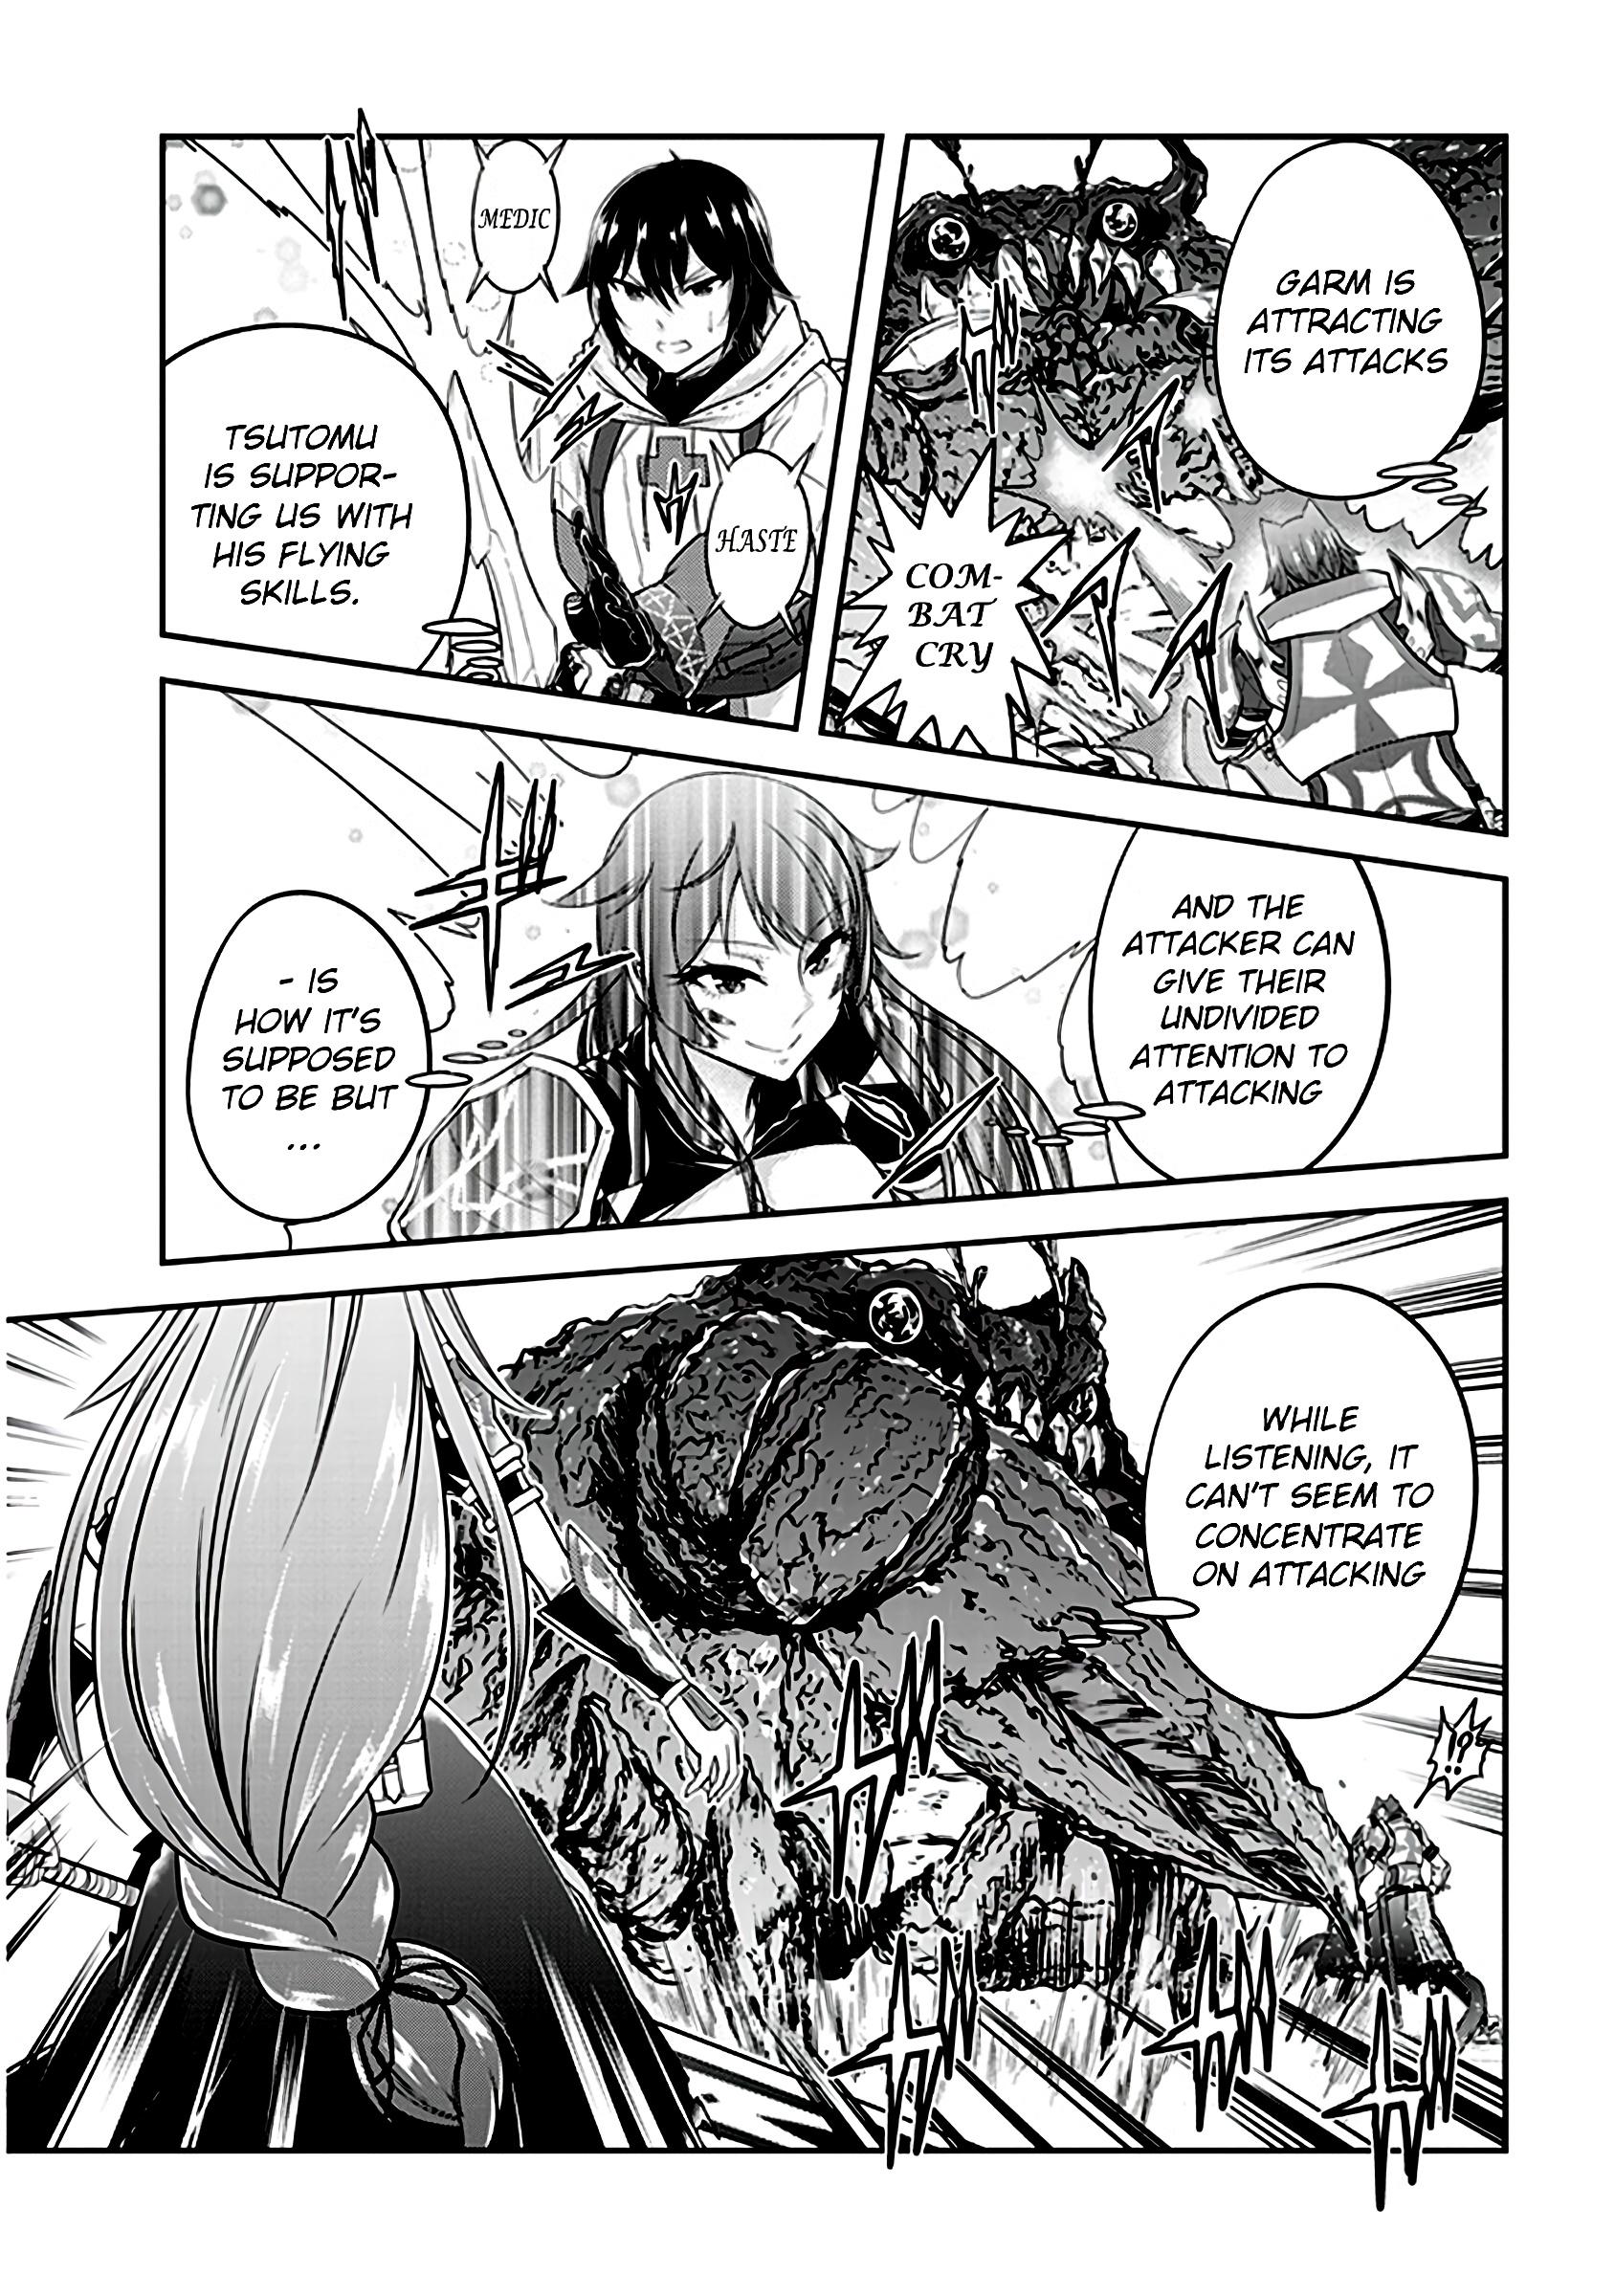 GARM IS
ATTRACTING
ITS ATTACKS
COM-
BAT
CRY
MEDIC
HASTE
TSUTOMU
IS SUPPOR-
TING US WITH
HIS FLYING
SKILLS.
AND THE
ATTACKER CAN
GIVE THEIR
UNDIVIDED
ATTENTION TO
ATTACKING
- IS
HOW IT'S
SUPPOSED
TO BE BUT
...
WHILE
LISTENING, IT
CAN'T SEEM TO
CONCENTRATE
ON ATTACKING
!?